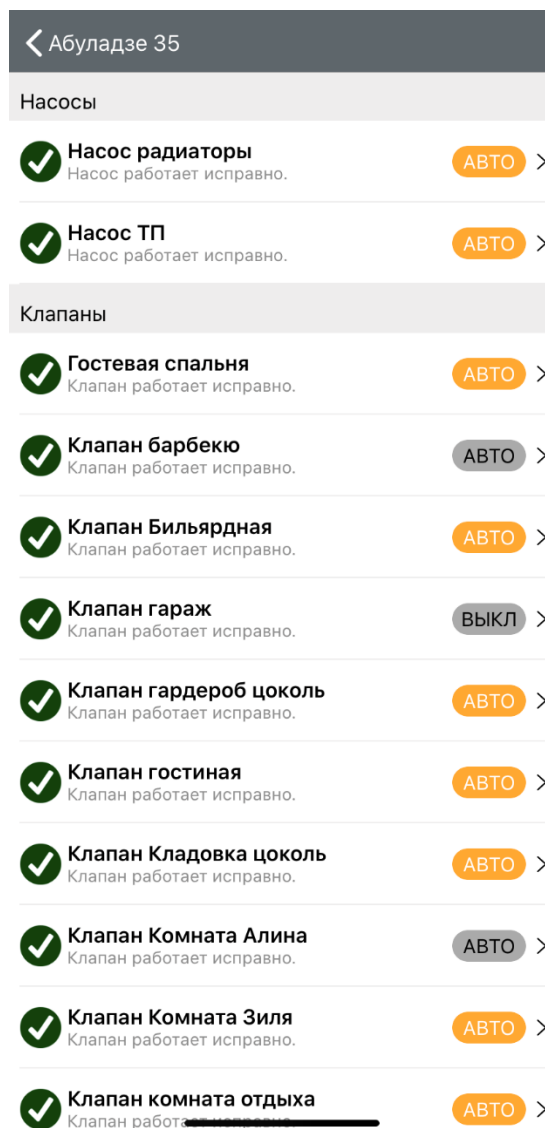 Абуладзе 35
Насосы
Насос радиаторы
АВТО
Насос работает исправно.
Насос ТП
АВТО
Насос работает исправно.
Клапаны
Гостевая спальня
АВТО
Клапан работает исправно.
Клапан барбекю
АВТО
Клапан работает исправно.
Клапан Бильярдная
АВТО
Клапан работает исправно.
Клапан гараж
ВЫКЛ
Клапан работает исправно.
Клапан гардероб цоколь
АВТО
Клапан работает исправно.
Клапан гостиная
АВТО
Клапан работает исправно.
Клапан Кладовка цоколь
АВТО
Клапан работает исправно.
Клапан Комната Алина
АВТО
Клапан работает исправно.
Клапан Комната Зиля
АВТО
Клапан работает исправно.
Клапан комната отдыха
АВТО
Клапан работает исправно.